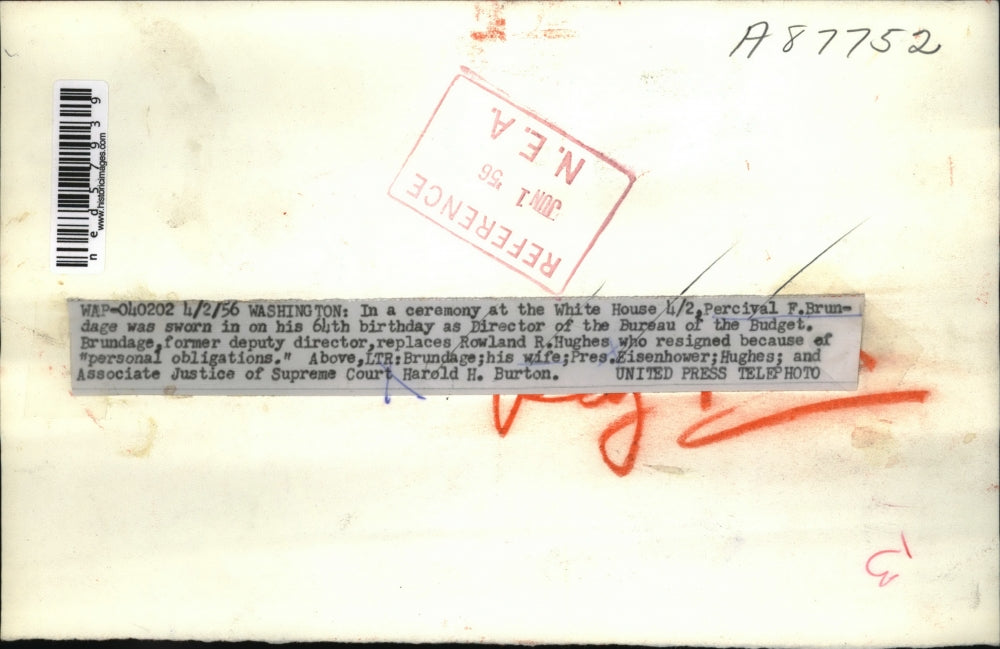 A87752
REFERENCE
JUN 1 '56
N.E.A.
ned57939
www.historicimages.com
WAP-040202 4/2/56 WASHINGTON: In a ceremony at the White House 4/2,Percival F.Brun-
dage was sworn in on his 64th birthday as Director of the Bureau of the Budget.
Brundage,former deputy director,replaces Rowland R.Hughes who resigned because of
"personal obligations." Above,LTR:Brundage;his wife;Pres.Eisenhower;Hughes; and
Associate Justice of Supreme Court Harold H. Burton. UNITED PRESS TELEPHOTO